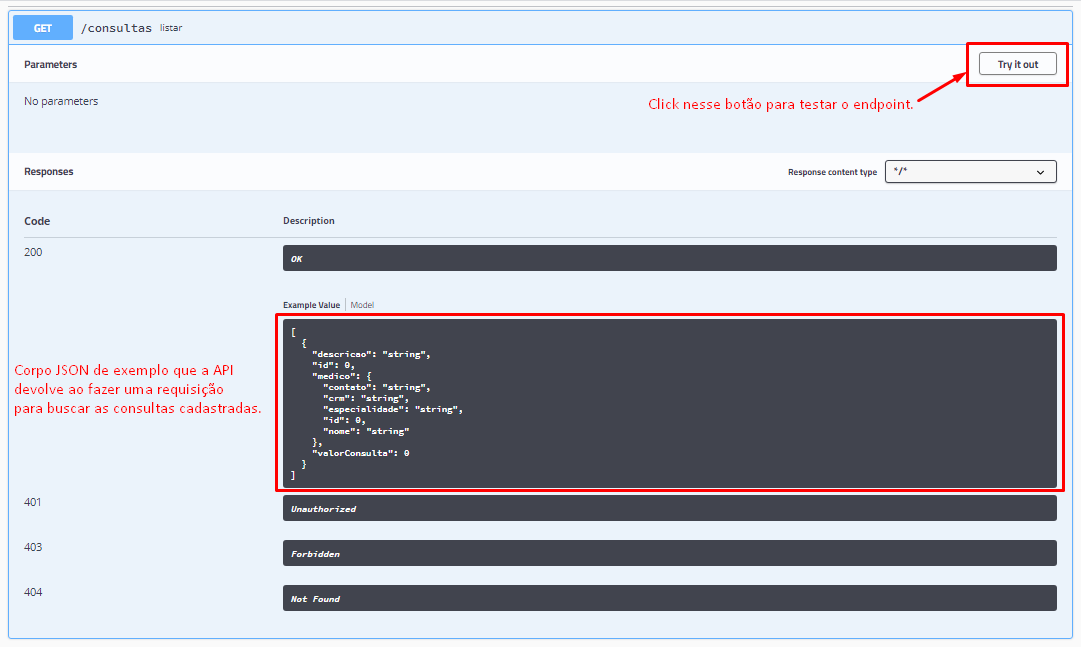 GET /consultas listar
Parameters
Try it out
No parameters
Click nesse botão para testar o endpoint.
Responses
Response content type */*
Code Description
200
OK
Example Value Model
[
{
"descricao": "string",
"id": 0,
"medico": {
"contato": "string",
"crm": "string",
"especialidade": "string",
"id": 0,
"nome": "string"
},
"valorConsulta": 0
}
]
Corpo JSON de exemplo que a API
devolve ao fazer uma requisição
para buscar as consultas cadastradas.
401
Unauthorized
403
Forbidden
404
Not Found